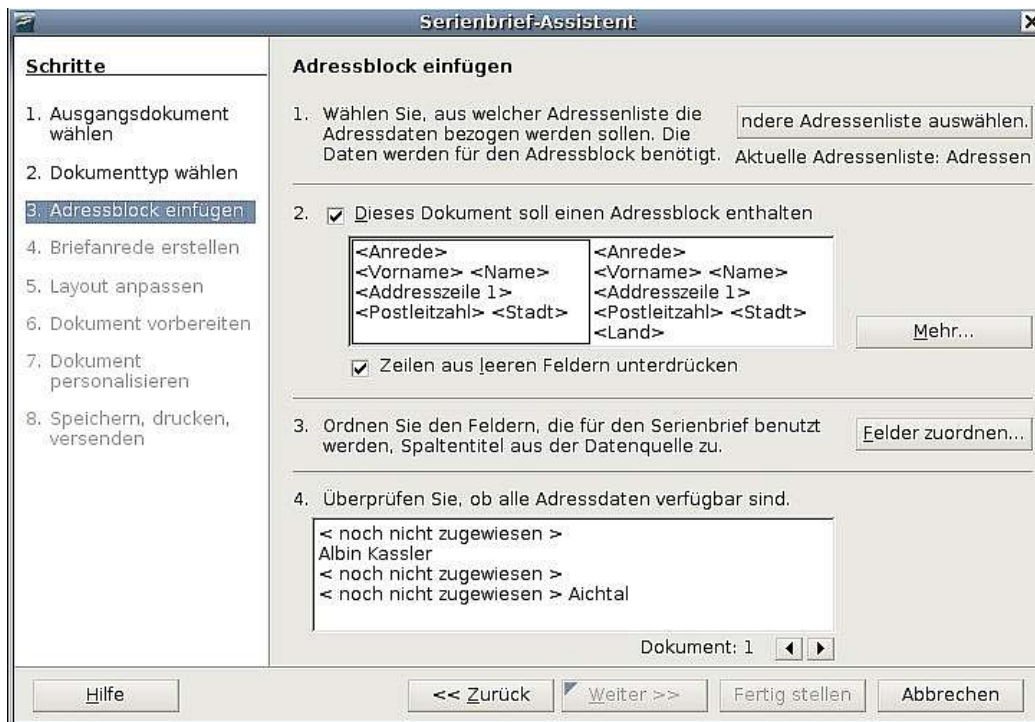 Serienbrief-Assistent
Schritte
1. Ausgangsdokument
wählen
2. Dokumenttyp wählen
3. Adressblock einfügen
4. Briefanrede erstellen
5. Layout anpassen
6. Dokument vorbereiten
7. Dokument
personalisieren
8. Speichern, drucken,
versenden
Adressblock einfügen
1. Wählen Sie, aus welcher Adressenliste die
Adressdaten bezogen werden sollen. Die
Daten werden für den Adressblock benötigt.
ndere Adressenliste auswählen.
Aktuelle Adressenliste: Adressen
2. Dieses Dokument soll einen Adressblock enthalten
<Anrede>
<Vorname> <Name>
<Addresszeile 1>
<Postleitzahl> <Stadt>
<Anrede>
<Vorname> <Name>
<Addresszeile 1>
<Postleitzahl> <Stadt>
<Land>
Mehr...
Zeilen aus leeren Feldern unterdrücken
3. Ordnen Sie den Feldern, die für den Serienbrief benutzt
werden, Spaltentitel aus der Datenquelle zu.
Felder zuordnen...
4. Überprüfen Sie, ob alle Adressdaten verfügbar sind.
< noch nicht zugewiesen >
Albin Kassler
< noch nicht zugewiesen >
< noch nicht zugewiesen > Aichtal
Dokument: 1
Hilfe
<< Zurück
Weiter >>
Fertig stellen
Abbrechen